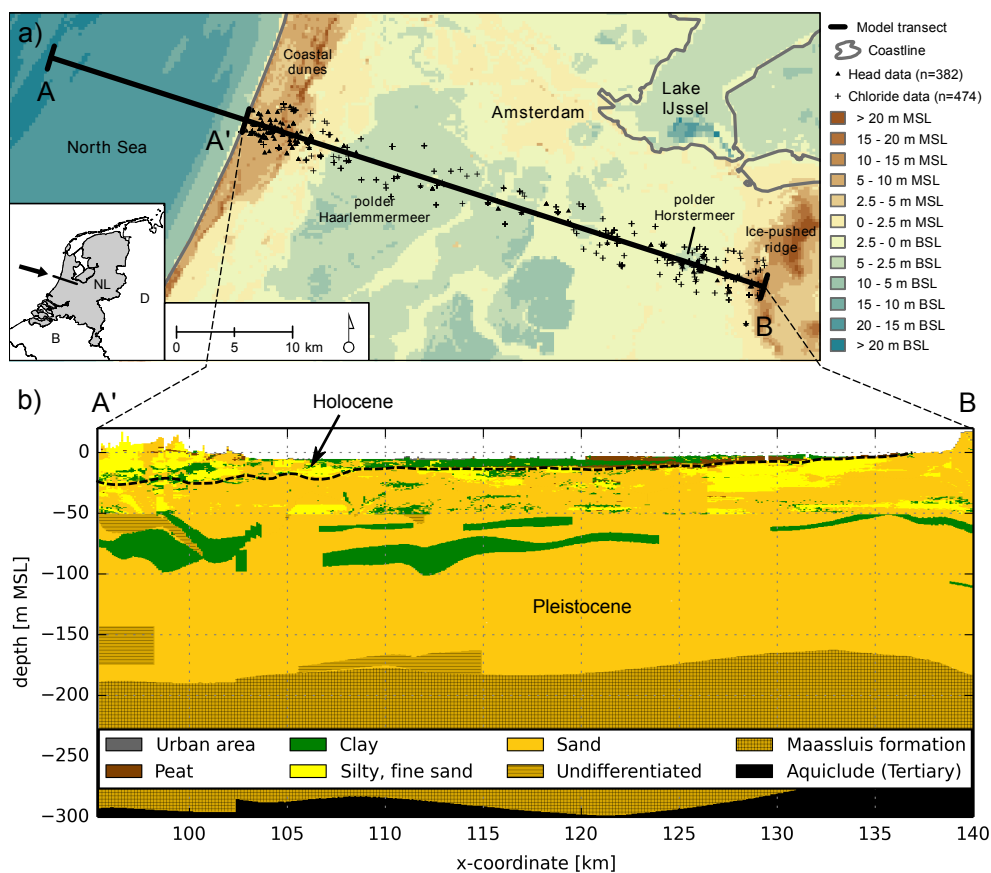 a)
A
A'
B
North Sea
Coastal
dunes
Amsterdam
Lake
IJssel
polder
Haarlemmermeer
polder
Horstermeer
Ice-pushed
ridge
NL
D
B
0 5 10 km
Model transect
Coastline
Head data (n=382)
Chloride data (n=474)
> 20 m MSL
15 - 20 m MSL
10 - 15 m MSL
5 - 10 m MSL
2.5 - 5 m MSL
0 - 2.5 m MSL
2.5 - 0 m BSL
5 - 2.5 m BSL
10 - 5 m BSL
15 - 10 m BSL
20 - 15 m BSL
> 20 m BSL
b)
A'
B
Holocene
Pleistocene
depth [m MSL]
0
−50
−100
−150
−200
−250
−300
Urban area
Clay
Sand
Maassluis formation
Peat
Silty, fine sand
Undifferentiated
Aquiclude (Tertiary)
100 105 110 115 120 125 130 135 140
x-coordinate [km]